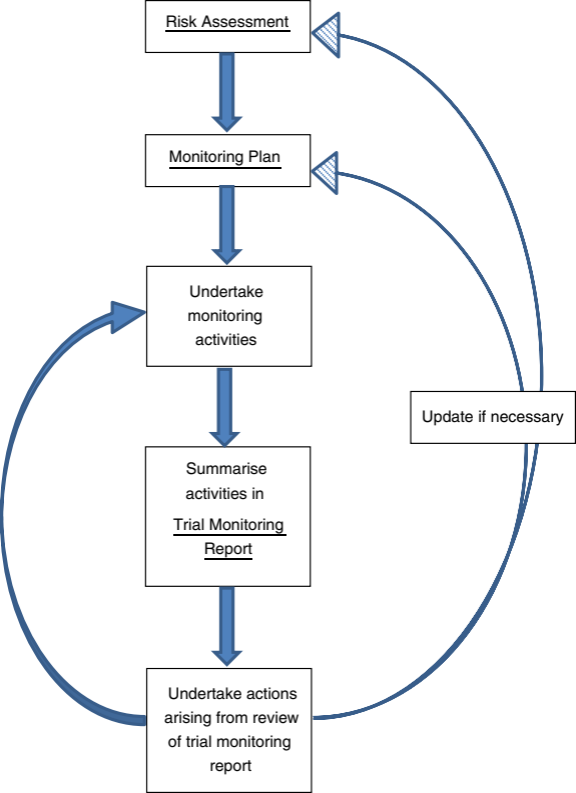 Risk Assessment
Monitoring Plan
Undertake
monitoring
activities
Update if necessary
Summarise
activities in
Trial Monitoring
Report
Undertake actions
arising from review
of trial monitoring
report